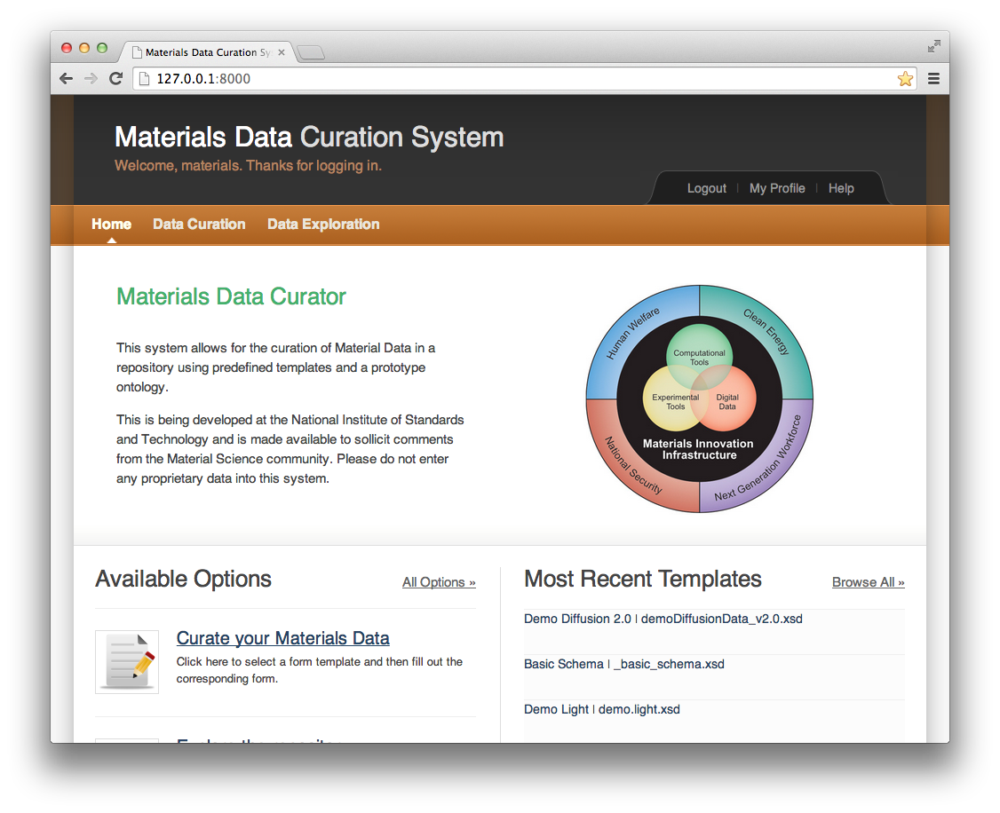 Materials Data Curation Sy
127.0.0.1:8000
Materials Data Curation System
Welcome, materials. Thanks for logging in.
Logout | My Profile | Help
Home Data Curation Data Exploration
Materials Data Curator
This system allows for the curation of Material Data in a
repository using predefined templates and a prototype
ontology.
This is being developed at the National Institute of Standards
and Technology and is made available to sollicit comments
from the Material Science community. Please do not enter
any proprietary data into this system.
Human Welfare
Clean Energy
Computational
Tools
Experimental
Tools
Digital
Data
Materials Innovation
Infrastructure
National Security
Next Generation Workforce
Available Options
All Options »
Curate your Materials Data
Click here to select a form template and then fill out the
corresponding form.
Explore the repository
Most Recent Templates
Browse All »
Demo Diffusion 2.0 | demoDiffusionData_v2.0.xsd
Basic Schema | _basic_schema.xsd
Demo Light | demo.light.xsd